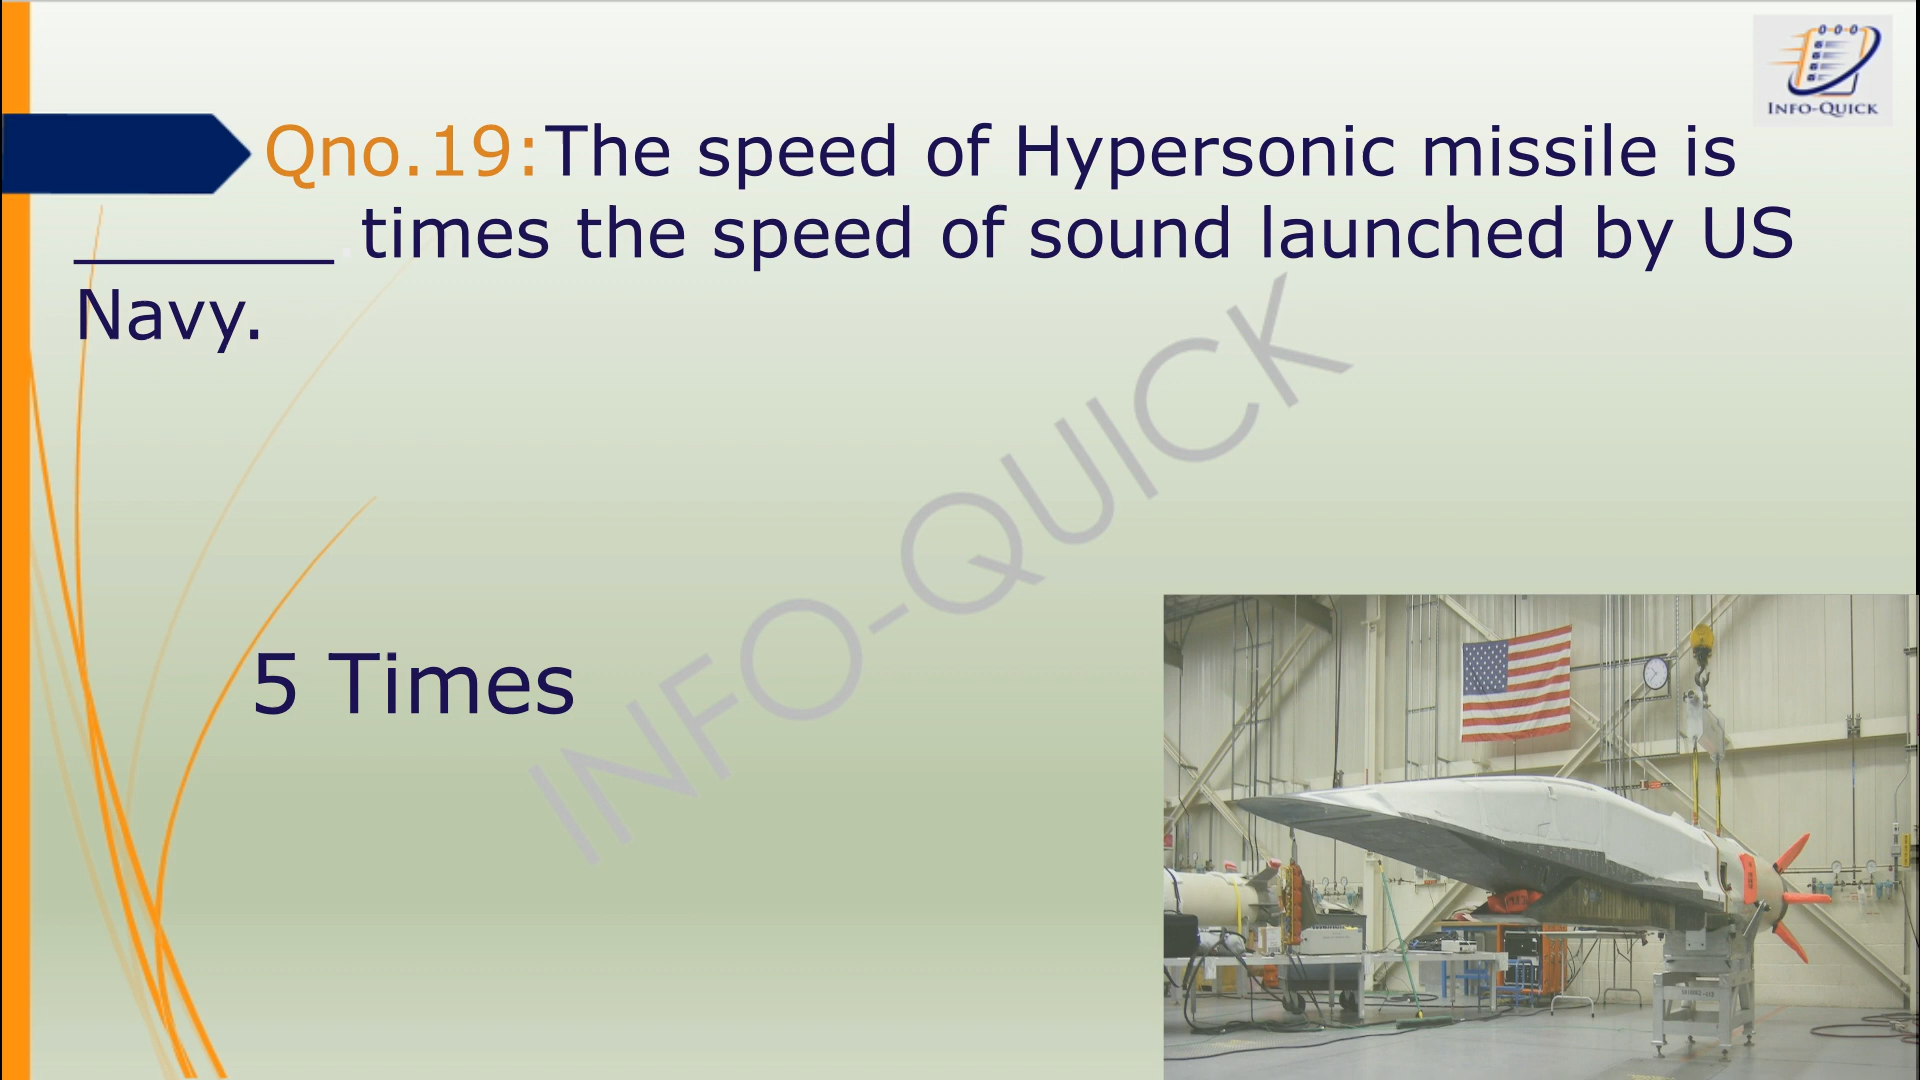 INFO-QUICK
Qno.19:The speed of Hypersonic missile is
______ times the speed of sound launched by US
Navy.
INFO-QUICK
5 Times